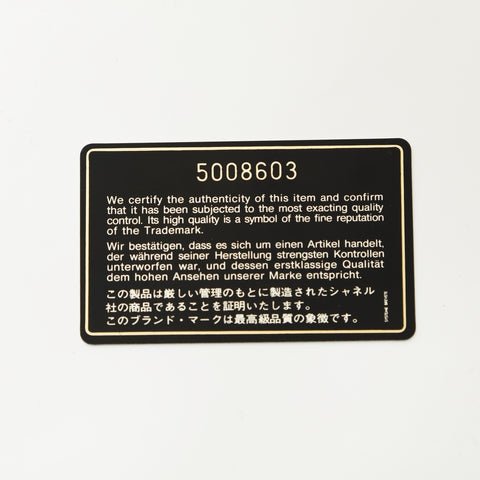 5008603
We certify the authenticity of this item and confirm
that it has been subjected to the most exacting quality
control. Its high quality is a symbol of the fine reputation
of the Trademark.
Wir bestätigen, dass es sich um einen Artikel handelt,
der während seiner Herstellung strengsten Kontrollen
unterworfen war, und dessen erstklassige Qualität
dem hohen Ansehen unserer Marke entspricht.
この製品は厳しい管理のもとに製造されたシャネル
社の商品であることを証明いたします。
このブランド・マークは最高級品質の象徴です。